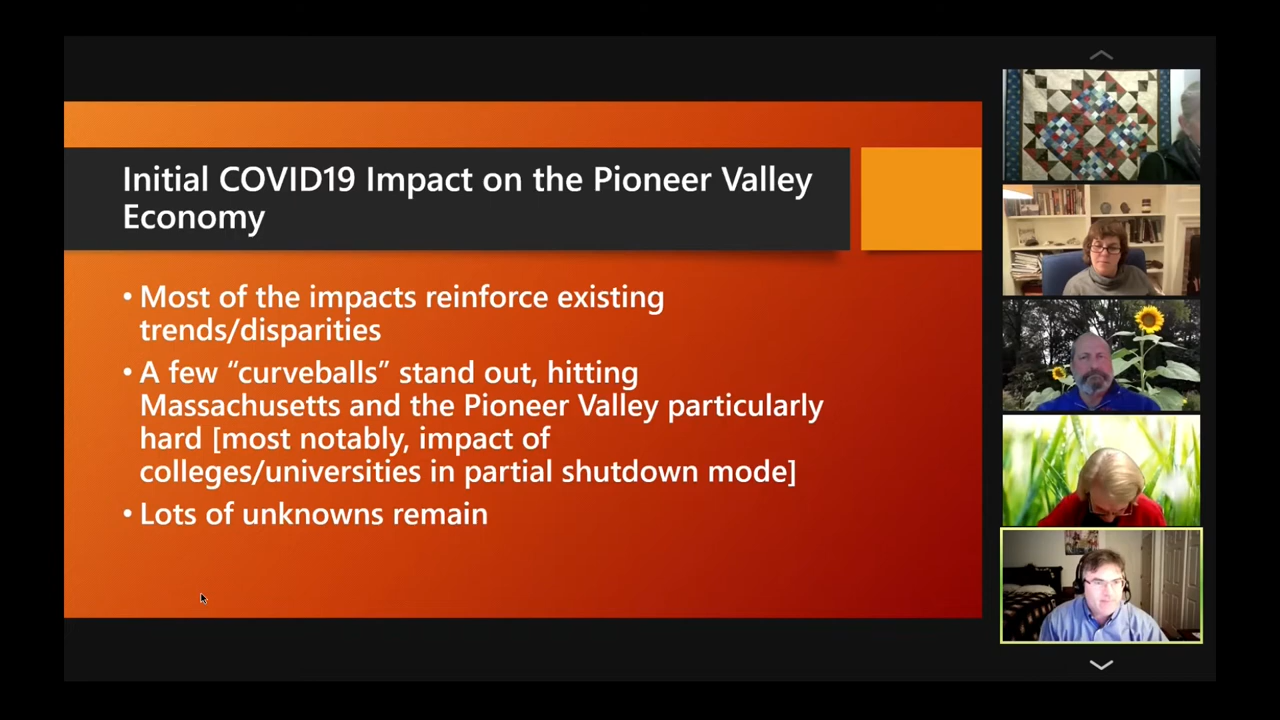 Initial COVID19 Impact on the Pioneer Valley
Economy
• Most of the impacts reinforce existing
trends/disparities
• A few “curveballs” stand out, hitting
Massachusetts and the Pioneer Valley particularly
hard [most notably, impact of
colleges/universities in partial shutdown mode]
• Lots of unknowns remain